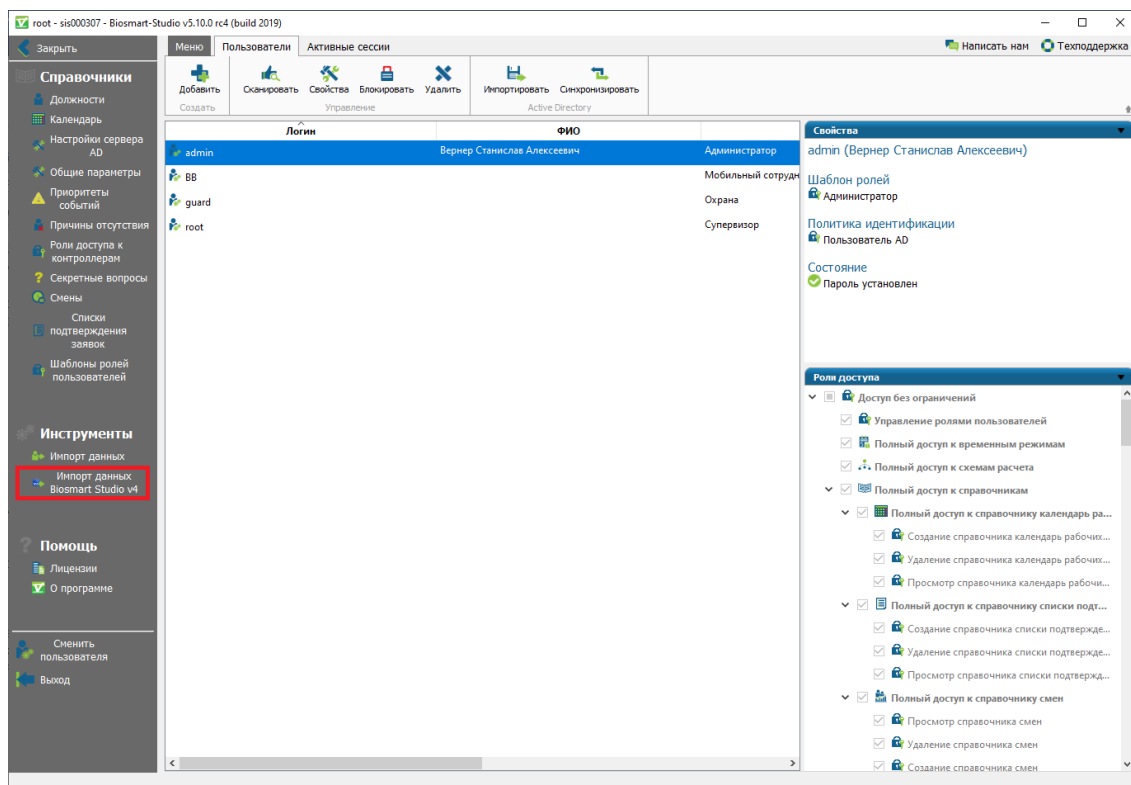 root - sis000307 - Biosmart-Studio v5.10.0 rc4 (build 2019)
Закрыть
Справочники
Должности
Календарь
Настройки сервера
AD
Общие параметры
Приоритеты
событий
Причины отсутствия
Роли доступа к
контроллерам
Секретные вопросы
Смены
Списки
подтверждения
заявок
Шаблоны ролей
пользователей
Инструменты
Импорт данных
Импорт данных
Biosmart Studio v4
Помощь
Лицензии
О программе
Сменить
пользователя
Выход
Меню Пользователи Активные сессии
Написать нам Техподдержка
Добавить Сканировать Свойства Блокировать Удалить Импортировать Синхронизировать
Создать Управление Active Directory
Логин ФИО
admin Вернер Станислав Алексеевич Администратор
BB Мобильный сотрудн
guard Охрана
root Супервизор
Свойства
admin (Вернер Станислав Алексеевич)
Шаблон ролей
Администратор
Политика идентификации
Пользователь AD
Состояние
Пароль установлен
Роли доступа
Доступ без ограничений
Управление ролями пользователей
Полный доступ к временным режимам
Полный доступ к схемам расчета
Полный доступ к справочникам
Полный доступ к справочнику календарь ра...
Создание справочника календарь рабочих...
Удаление справочника календарь рабочих...
Просмотр справочника календарь рабочи...
Полный доступ к справочнику списки подт...
Создание справочника списки подтвержде...
Удаление справочника списки подтвержде...
Просмотр справочника списки подтвержд...
Полный доступ к справочнику смен
Просмотр справочника смен
Удаление справочника смен
Создание справочника смен